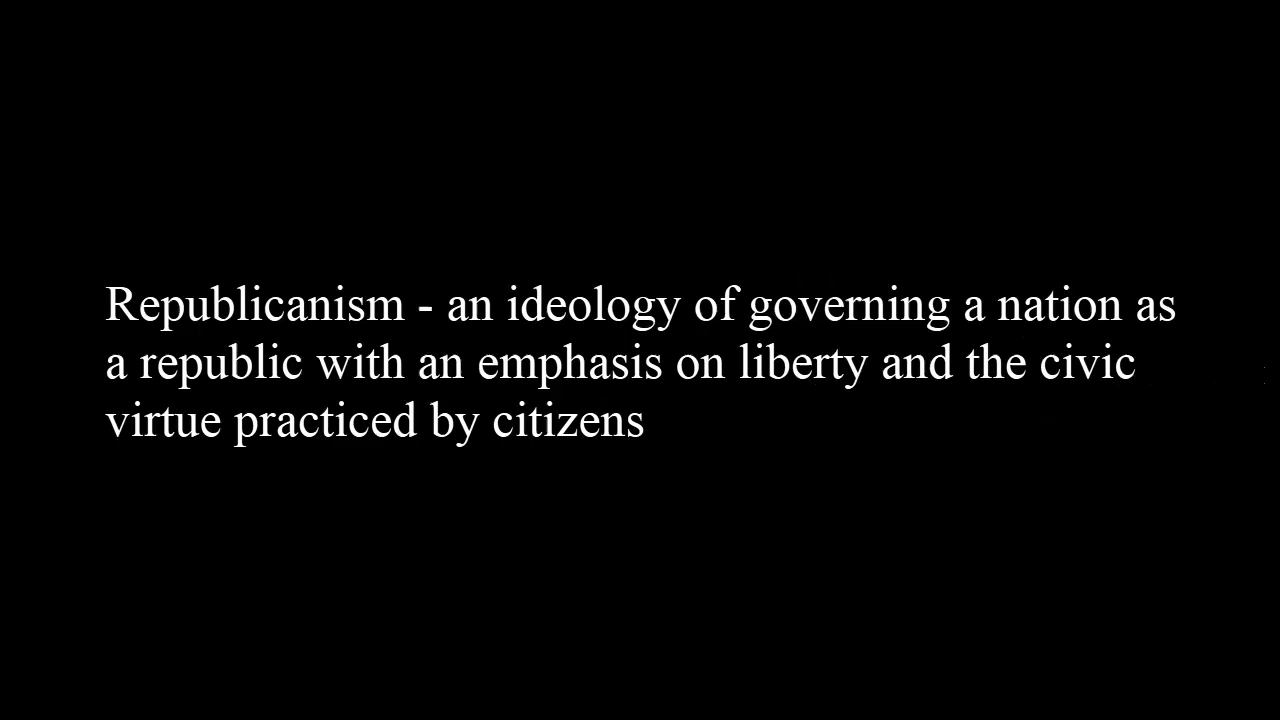 Republicanism - an ideology of governing a nation as
a republic with an emphasis on liberty and the civic
virtue practiced by citizens